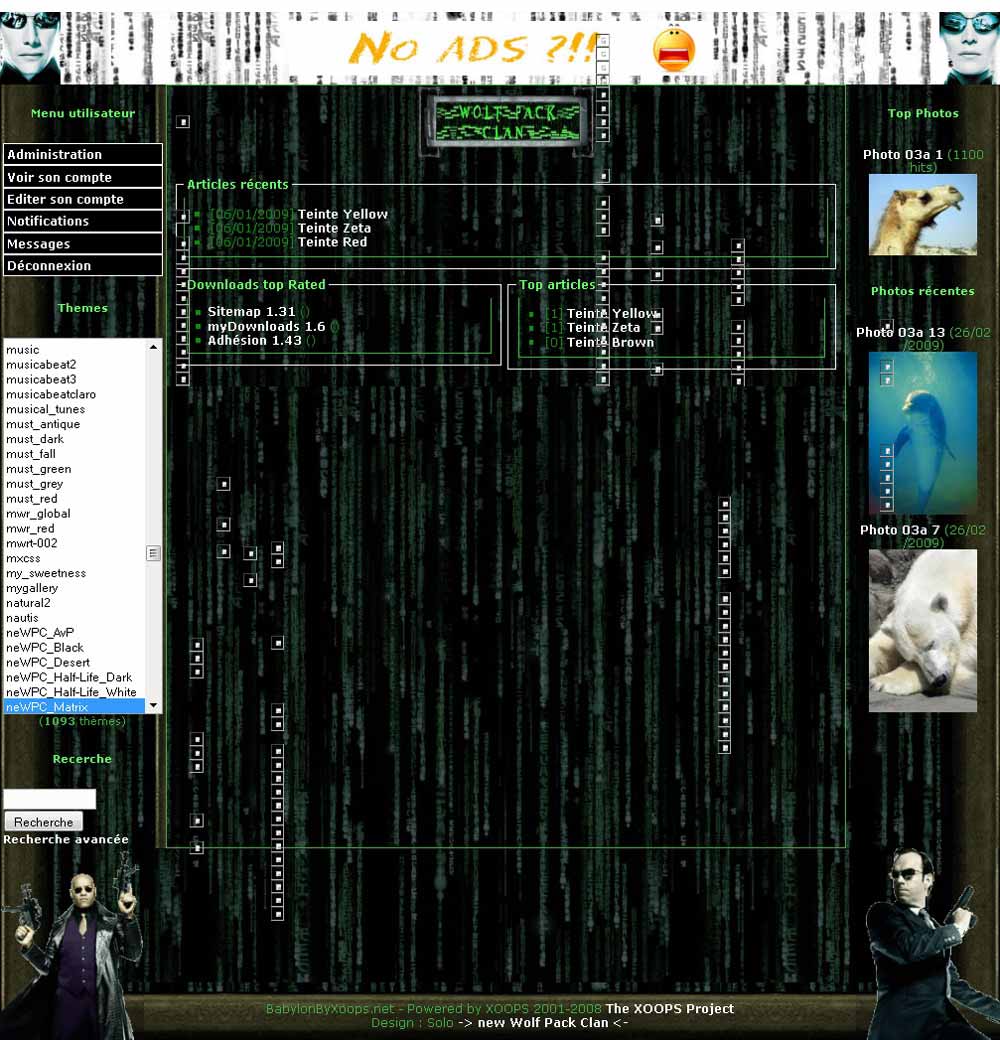 No ads ?!!
Menu utilisateur
Administration
Voir son compte
Editer son compte
Notifications
Messages
Déconnexion
Themes
music
musicabeat2
musicabeat3
musicabeatclaro
musical_tunes
must_antique
must_dark
must_fall
must_green
must_grey
must_red
mwr_global
mwr_red
mwrt-002
mxcss
my_sweetness
mygallery
natural2
nautis
neWPC_AvP
neWPC_Black
neWPC_Desert
neWPC_Half-Life_Dark
neWPC_Half-Life_White
neWPC_Matrix
(1093 thèmes)
Recerche
Recherche
Recherche avancée
WOLF PACK
CLAN
Articles récents
[06/01/2009] Teinte Yellow
[06/01/2009] Teinte Zeta
[06/01/2009] Teinte Red
Downloads top Rated
Sitemap 1.31 ()
myDownloads 1.6 ()
Adhésion 1.43 ()
Top articles
[1] Teinte Yellow
[1] Teinte Zeta
[0] Teinte Brown
Top Photos
Photo 03a 1 (1100
hits)
Photos récentes
Photo 03a 13 (26/02
/2009)
Photo 03a 7 (26/02
/2009)
BabylonByXoops.net - Powered by XOOPS 2001-2008 The XOOPS Project
Design : Solo -> new Wolf Pack Clan <-